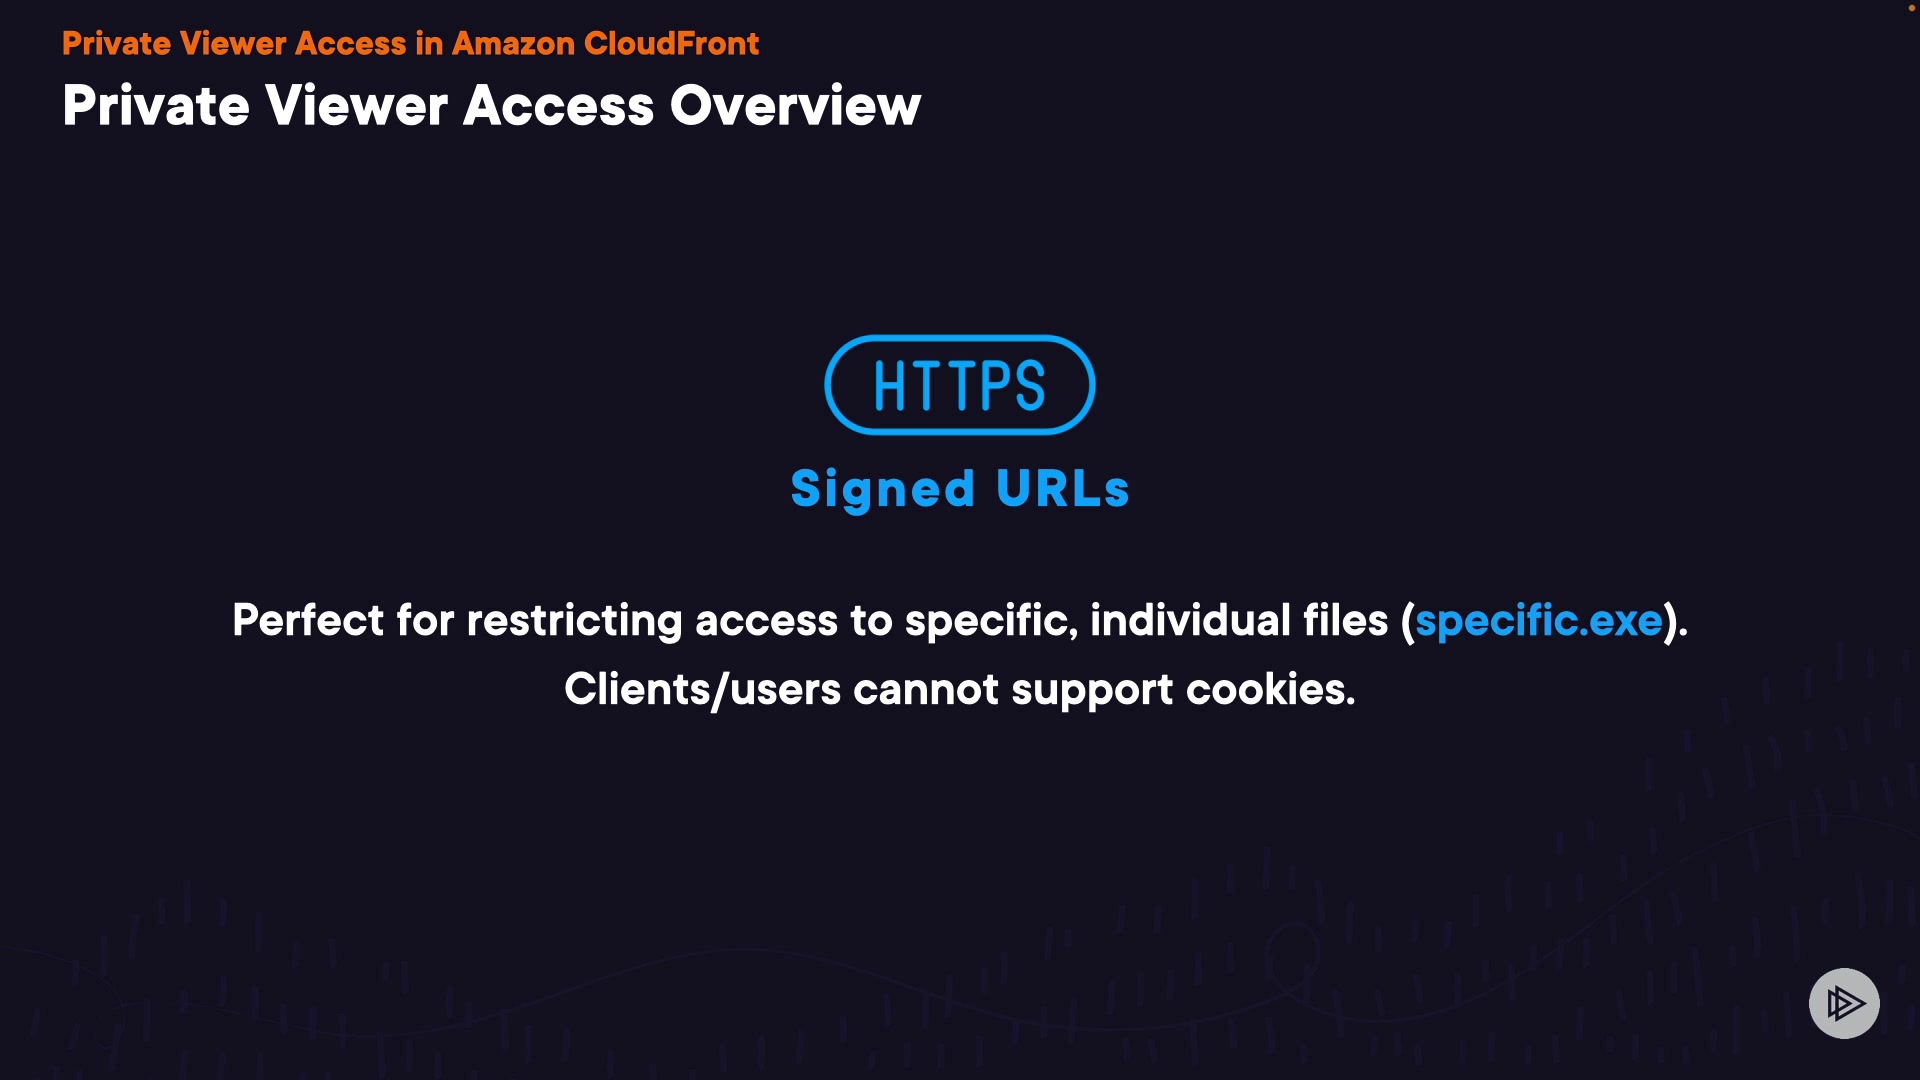 Private Viewer Access in Amazon CloudFront
Private Viewer Access Overview
HTTPS
Signed URLs
Perfect for restricting access to specific, individual files (specific.exe).
Clients/users cannot support cookies.